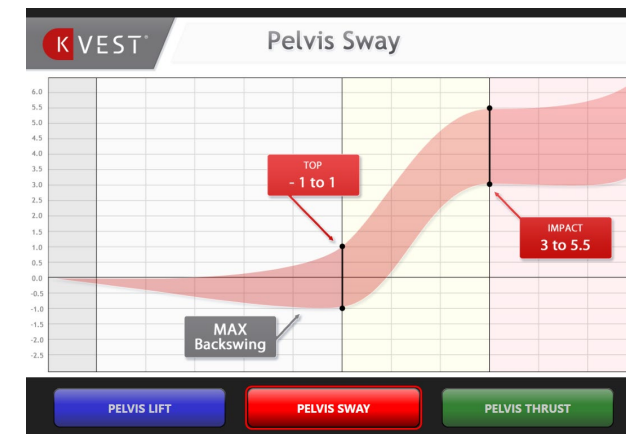 K VEST
Pelvis Sway
6.0
5.5
5.0
4.5
4.0
3.5
3.0
2.5
2.0
1.5
1.0
0.5
0.0
-0.5
-1.0
-1.5
-2.0
-2.5
TOP
- 1 to 1
IMPACT
3 to 5.5
MAX
Backswing
PELVIS LIFT
PELVIS SWAY
PELVIS THRUST